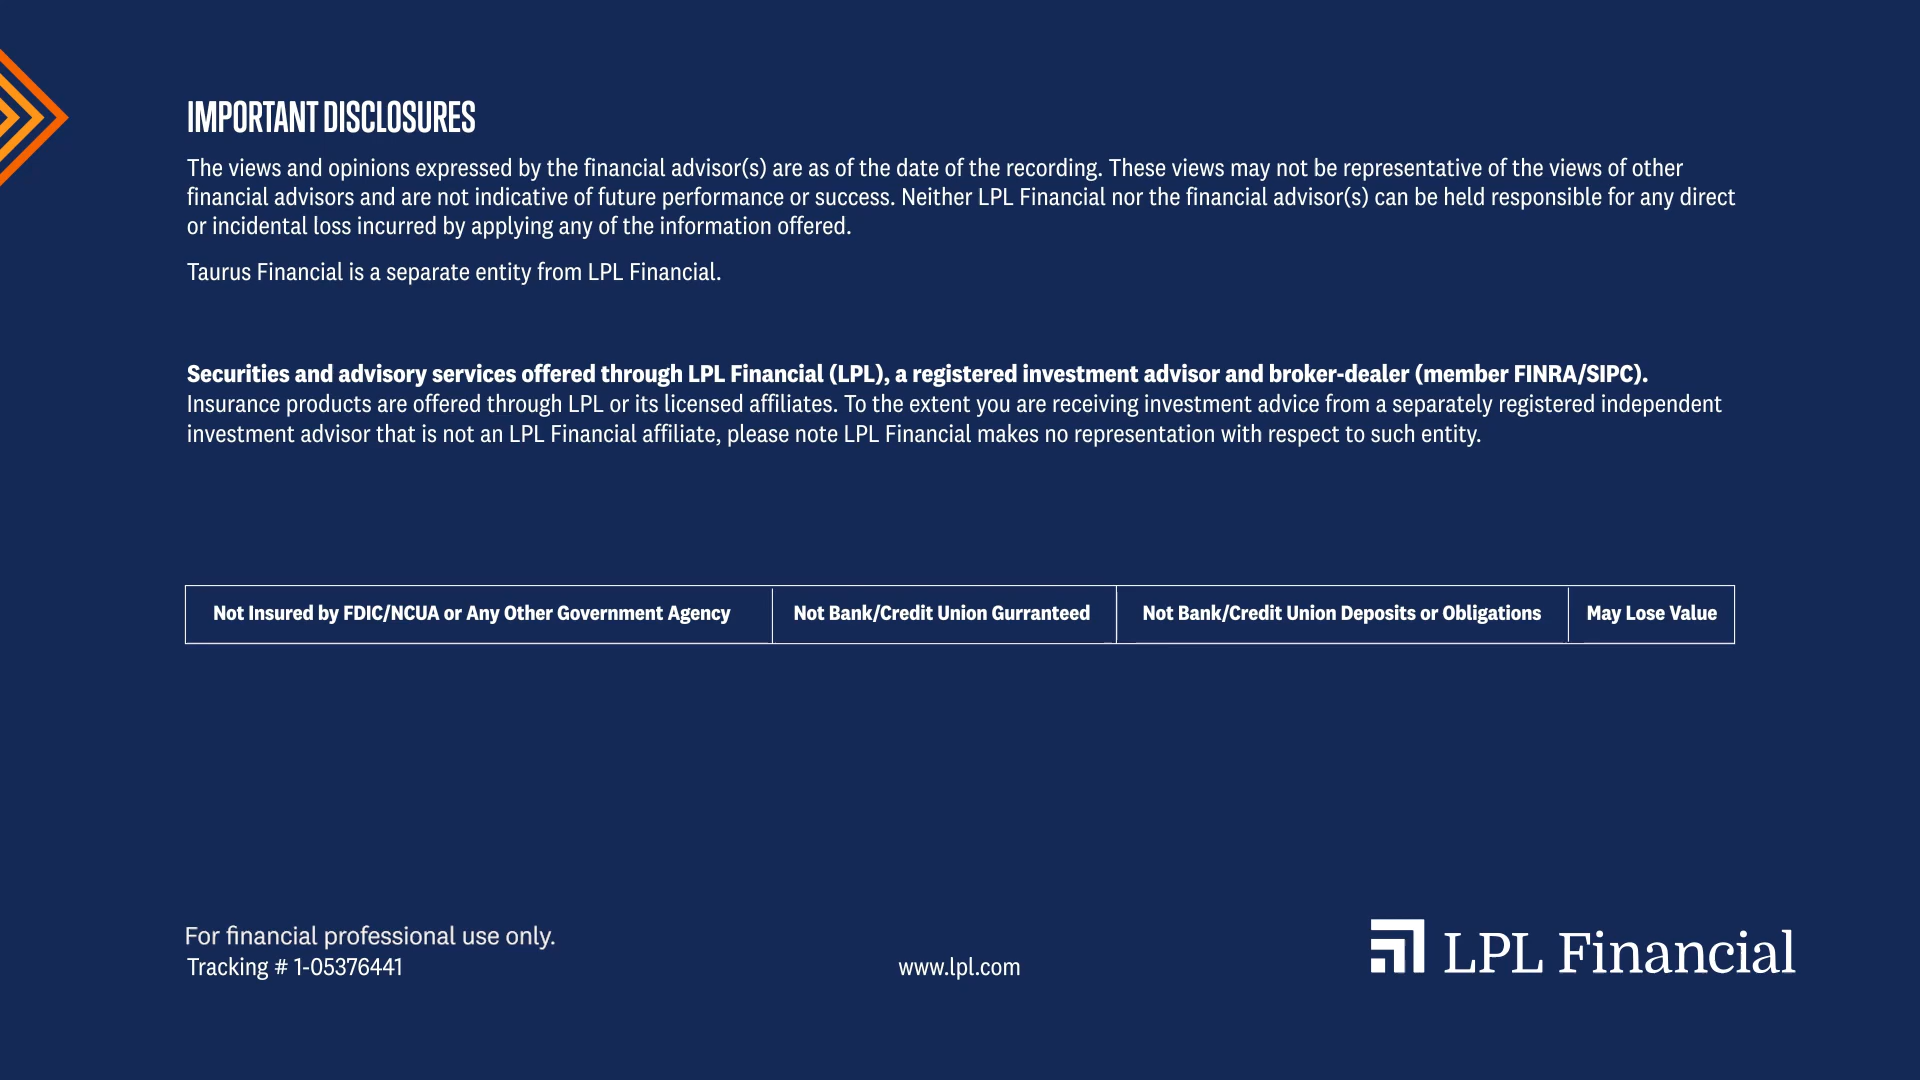 IMPORTANT DISCLOSURES
The views and opinions expressed by the financial advisor(s) are as of the date of the recording. These views may not be representative of the views of other
financial advisors and are not indicative of future performance or success. Neither LPL Financial nor the financial advisor(s) can be held responsible for any direct
or incidental loss incurred by applying any of the information offered.
Taurus Financial is a separate entity from LPL Financial.
Securities and advisory services offered through LPL Financial (LPL), a registered investment advisor and broker-dealer (member FINRA/SIPC).
Insurance products are offered through LPL or its licensed affiliates. To the extent you are receiving investment advice from a separately registered independent
investment advisor that is not an LPL Financial affiliate, please note LPL Financial makes no representation with respect to such entity.
Not Insured by FDIC/NCUA or Any Other Government Agency
Not Bank/Credit Union Gurranteed
Not Bank/Credit Union Deposits or Obligations
May Lose Value
For financial professional use only.
Tracking # 1-05376441
www.lpl.com
LPL Financial